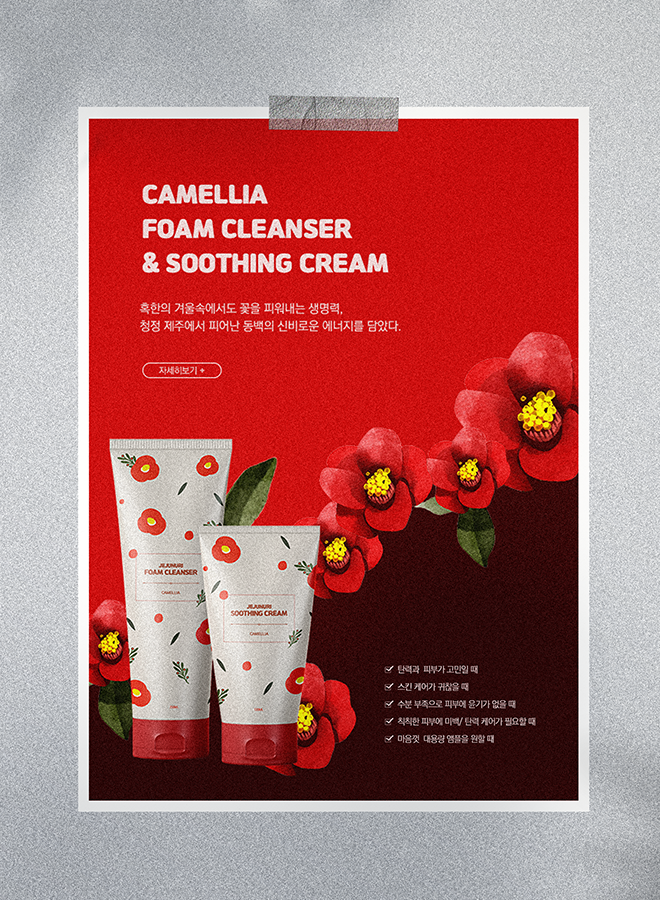 CAMELLIA
FOAM CLEANSER
& SOOTHING CREAM
혹한의 겨울속에서도 꽃을 피워내는 생명력,
청정 제주에서 피어난 동백의 신비로운 에너지를 담았다.
자세히보기 +
JEJUNURI
FOAM CLEANSER
CAMELLIA
JEJUNURI
SOOTHING CREAM
CAMELLIA
탄력과 피부가 고민일 때
스킨 케어가 귀찮을 때
수분 부족으로 피부에 윤기가 없을 때
칙칙한 피부에 미백/ 탄력 케어가 필요할 때
마음껏 대용량 앰플을 원할 때